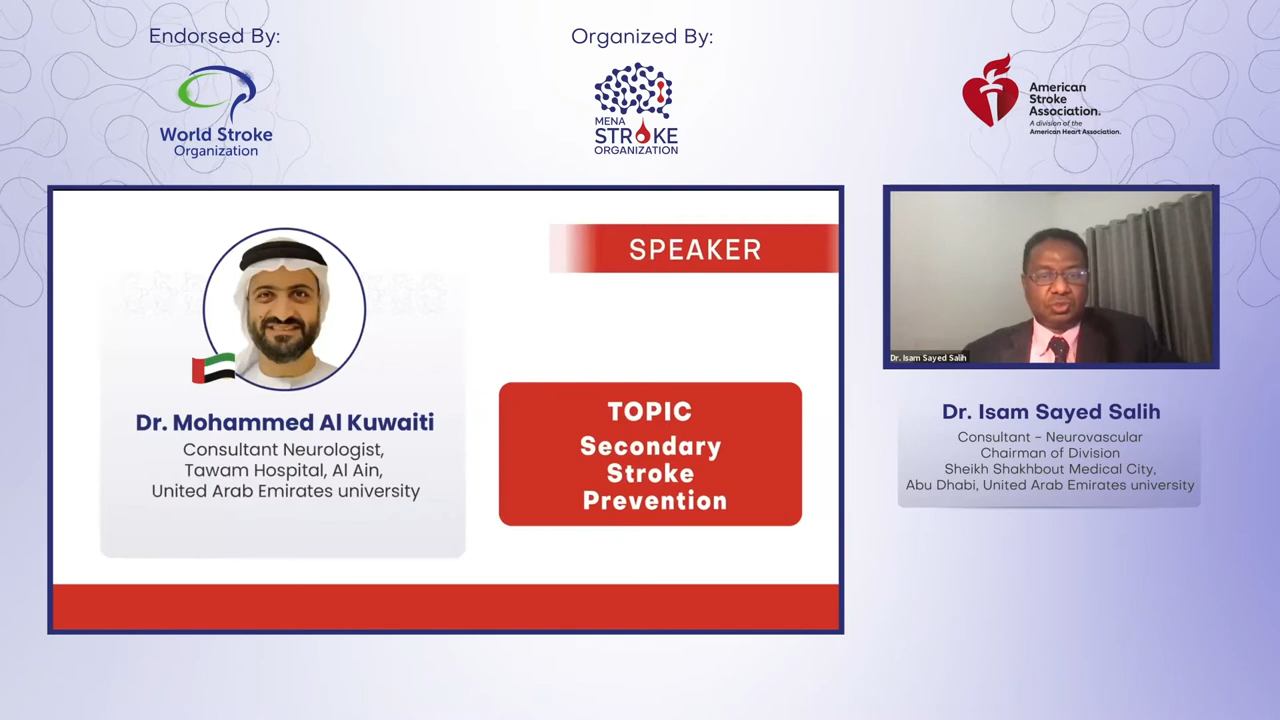 Endorsed By:
World Stroke
Organization
Organized By:
MENA
STROKE
ORGANIZATION
American
Stroke
Association.
A division of the
American Heart Association.
SPEAKER
Dr. Mohammed Al Kuwaiti
Consultant Neurologist,
Tawam Hospital, Al Ain,
United Arab Emirates university
TOPIC
Secondary
Stroke
Prevention
Dr. Isam Sayed Salih
Dr. Isam Sayed Salih
Consultant – Neurovascular
Chairman of Division
Sheikh Shakhbout Medical City,
Abu Dhabi, United Arab Emirates university